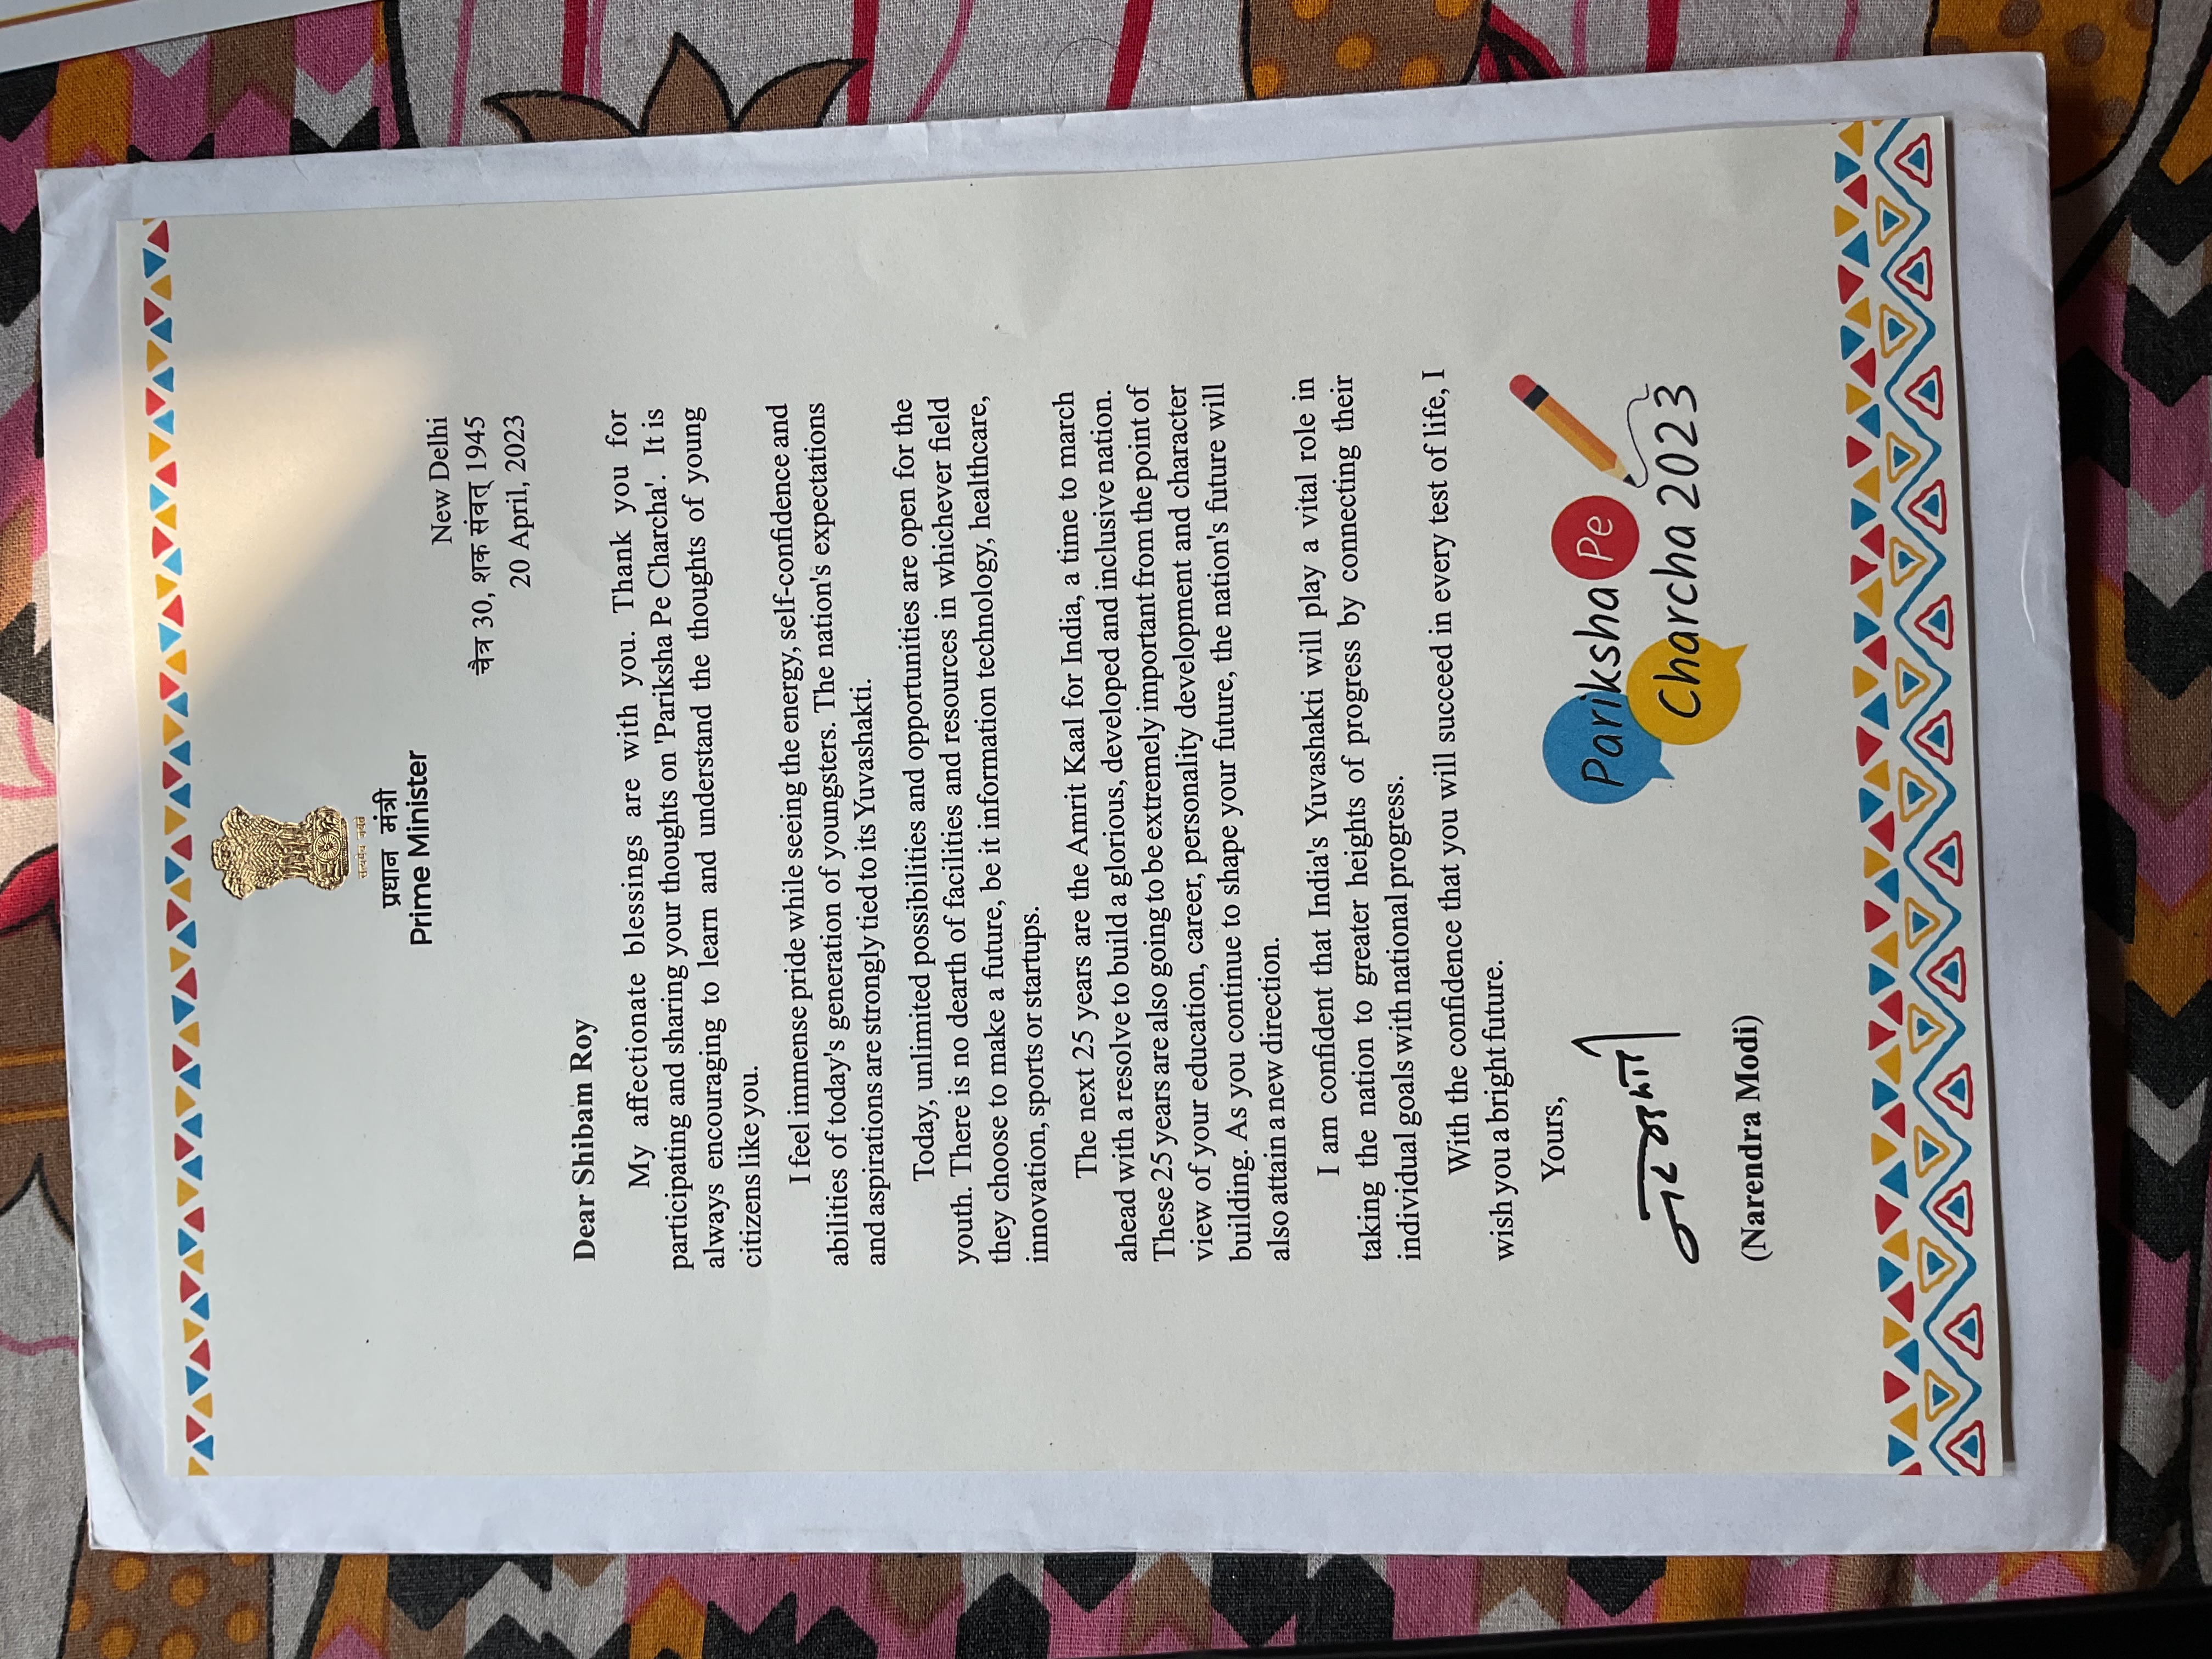 सत्यमेव जयते
प्रधान मंत्री
Prime Minister
New Delhi
चैत्र 30, शक संवत् 1945
20 April, 2023
Dear Shibam Roy
My affectionate blessings are with you. Thank you for
participating and sharing your thoughts on 'Pariksha Pe Charcha'. It is
always encouraging to learn and understand the thoughts of young
citizens like you.
I feel immense pride while seeing the energy, self-confidence and
abilities of today's generation of youngsters. The nation's expectations
and aspirations are strongly tied to its Yuvashakti.
Today, unlimited possibilities and opportunities are open for the
youth. There is no dearth of facilities and resources in whichever field
they choose to make a future, be it information technology, healthcare,
innovation, sports or startups.
The next 25 years are the Amrit Kaal for India, a time to march
ahead with a resolve to build a glorious, developed and inclusive nation.
These 25 years are also going to be extremely important from the point of
view of your education, career, personality development and character
building. As you continue to shape your future, the nation's future will
also attain a new direction.
I am confident that India's Yuvashakti will play a vital role in
taking the nation to greater heights of progress by connecting their
individual goals with national progress.
With the confidence that you will succeed in every test of life, I
wish you a bright future.
Yours,
(Narendra Modi)
Pariksha Pe
Charcha 2023